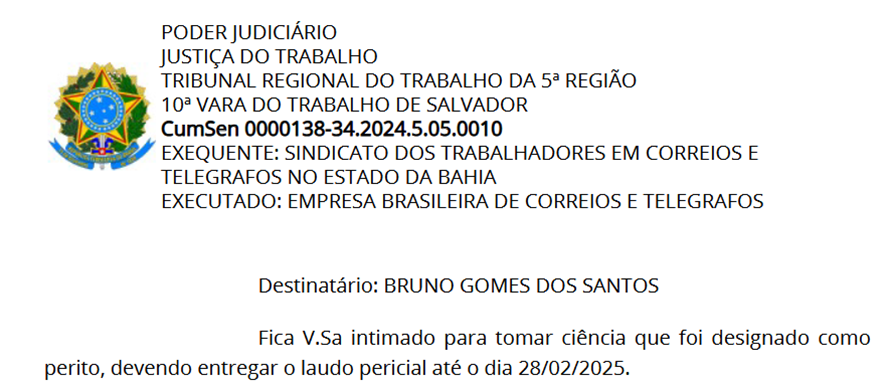 PODER JUDICIÁRIO
JUSTIÇA DO TRABALHO
TRIBUNAL REGIONAL DO TRABALHO DA 5ª REGIÃO
10ª VARA DO TRABALHO DE SALVADOR
CumSen 0000138-34.2024.5.05.0010
EXEQUENTE: SINDICATO DOS TRABALHADORES EM CORREIOS E
TELEGRAFOS NO ESTADO DA BAHIA
EXECUTADO: EMPRESA BRASILEIRA DE CORREIOS E TELEGRAFOS
Destinatário: BRUNO GOMES DOS SANTOS
Fica V.Sa intimado para tomar ciência que foi designado como
perito, devendo entregar o laudo pericial até o dia 28/02/2025.